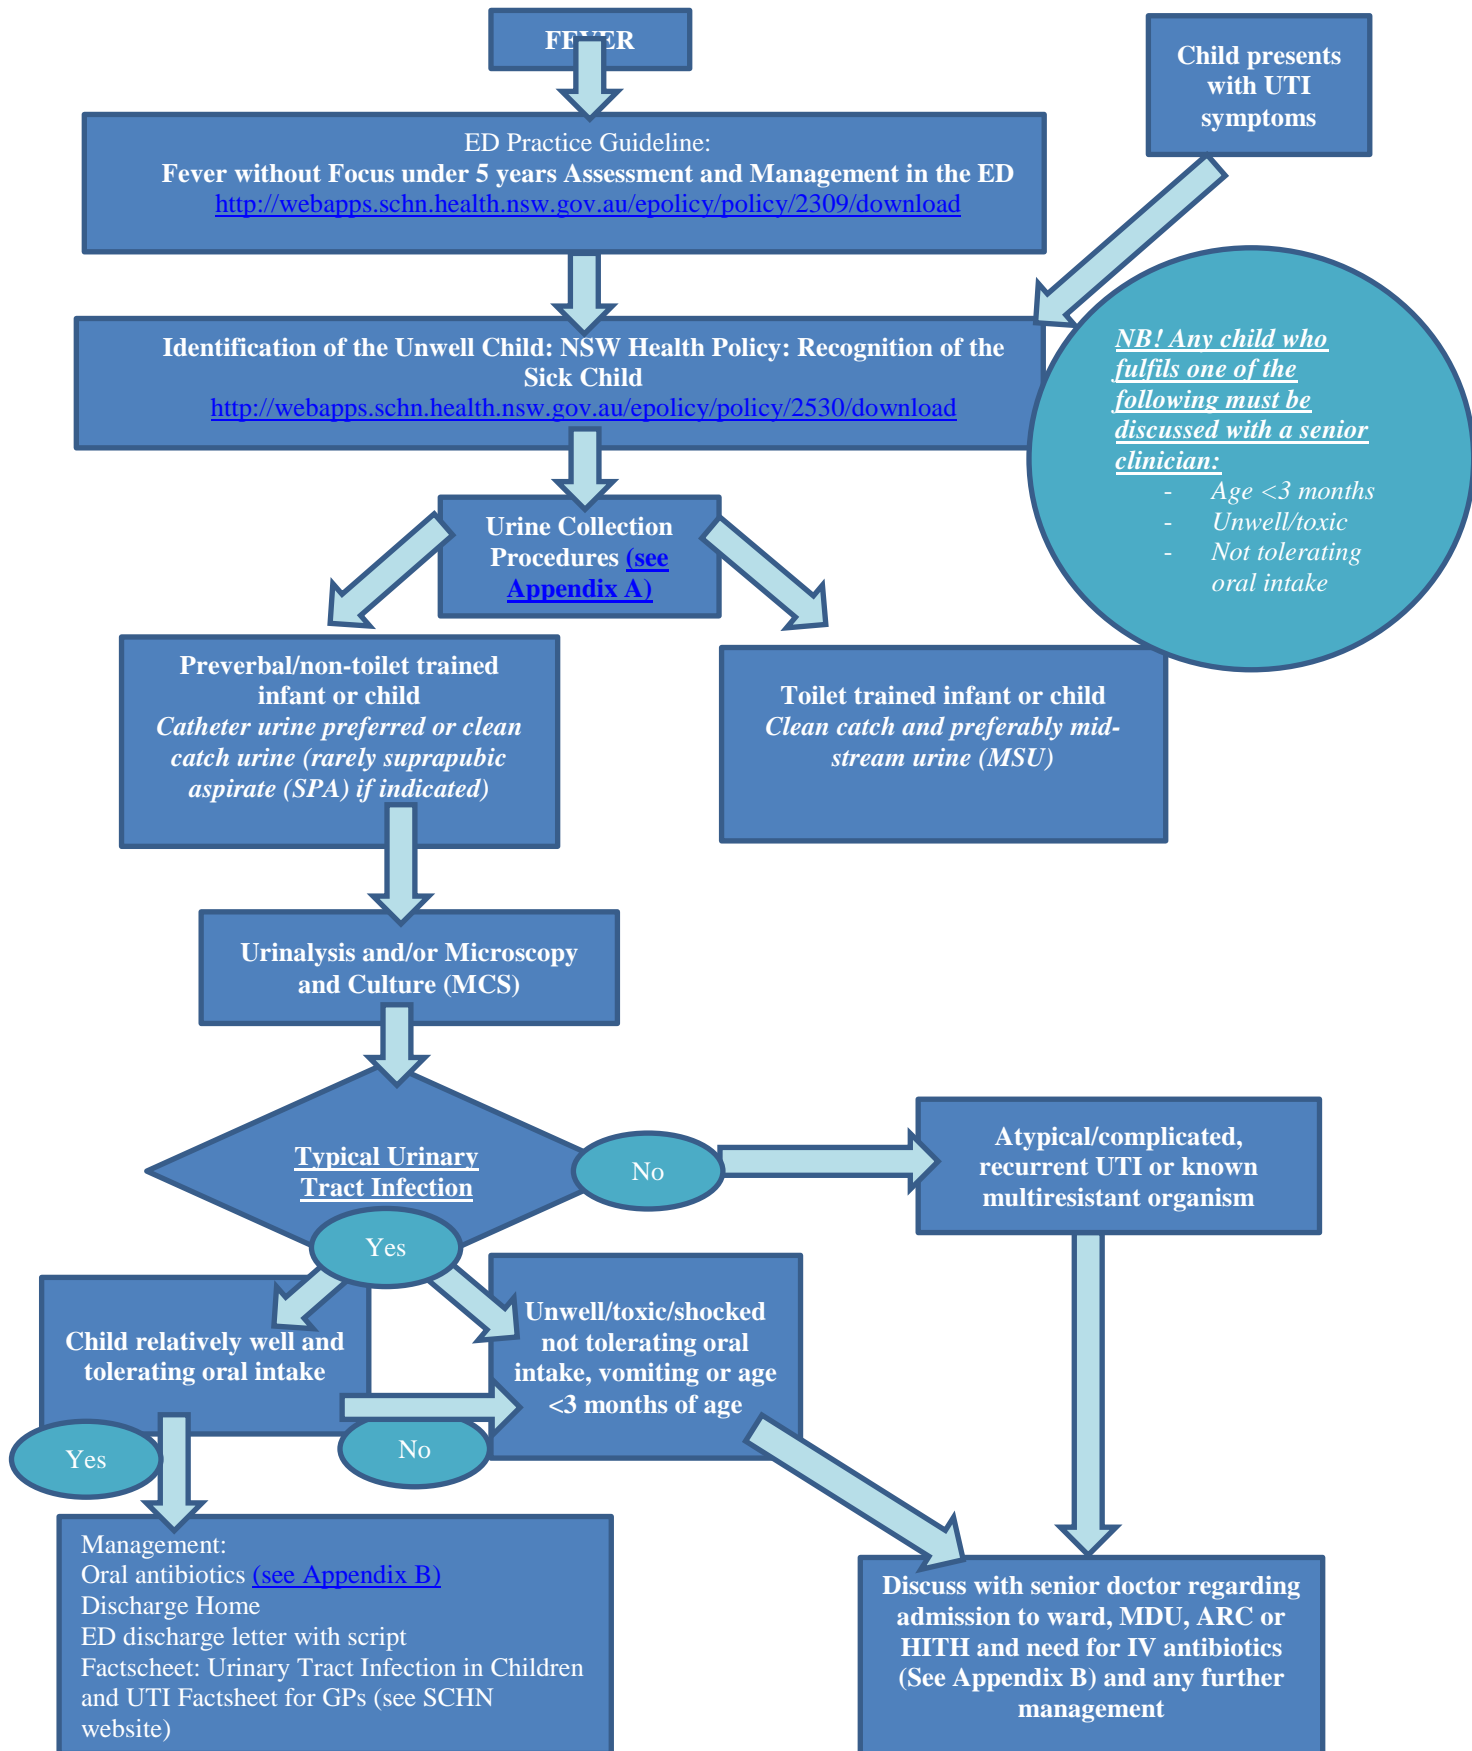 FEVER
Child presents
with UTI
symptoms
ED Practice Guideline:
Fever without Focus under 5 years Assessment and Management in the ED
http://webapps.schn.health.nsw.gov.au/epolicy/policy/2309/download
Identification of the Unwell Child: NSW Health Policy: Recognition of the
Sick Child
http://webapps.schn.health.nsw.gov.au/epolicy/policy/2530/download
NB! Any child who
fulfils one of the
following must be
discussed with a senior
clinician:
- Age <3 months
- Unwell/toxic
- Not tolerating
oral intake
Urine Collection
Procedures (see
Appendix A)
Preverbal/non-toilet trained
infant or child
Catheter urine preferred or clean
catch urine (rarely suprapubic
aspirate (SPA) if indicated)
Toilet trained infant or child
Clean catch and preferably mid-
stream urine (MSU)
Urinalysis and/or Microscopy
and Culture (MCS)
Typical Urinary
Tract Infection
No
Atypical/complicated,
recurrent UTI or known
multiresistant organism
Yes
Child relatively well and
tolerating oral intake
Unwell/toxic/shocked
not tolerating oral
intake, vomiting or age
<3 months of age
Yes
No
Management:
Oral antibiotics (see Appendix B)
Discharge Home
ED discharge letter with script
Factscheet: Urinary Tract Infection in Children
and UTI Factsheet for GPs (see SCHN
website)
Discuss with senior doctor regarding
admission to ward, MDU, ARC or
HITH and need for IV antibiotics
(See Appendix B) and any further
management